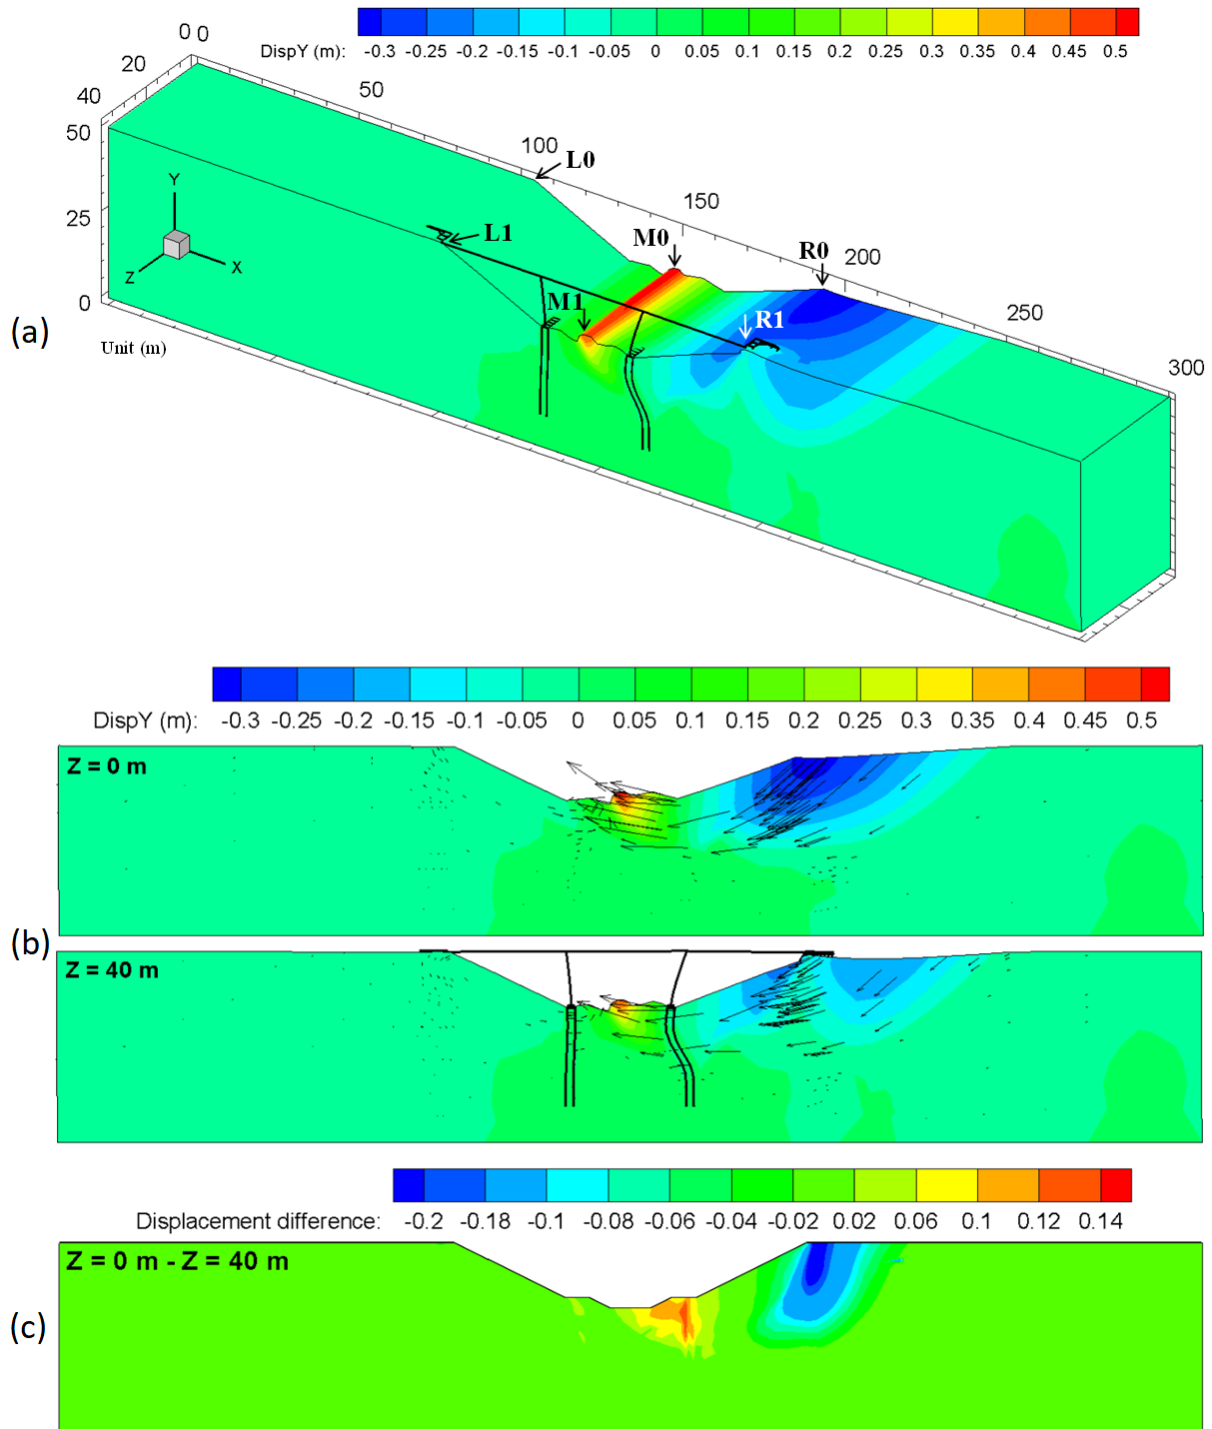 DispY (m): -0.3 -0.25 -0.2 -0.15 -0.1 -0.05 0 0.05 0.1 0.15 0.2 0.25 0.3 0.35 0.4 0.45 0.5
0 0
20
40
50
25
0
50
100
150
200
250
300
L0
L1
M0
M1
R0
R1
Y
X
Z
Unit (m)
(a)
DispY (m): -0.3 -0.25 -0.2 -0.15 -0.1 -0.05 0 0.05 0.1 0.15 0.2 0.25 0.3 0.35 0.4 0.45 0.5
Z = 0 m
(b)
Z = 40 m
Displacement difference: -0.2 -0.18 -0.1 -0.08 -0.06 -0.04 -0.02 0.02 0.06 0.1 0.12 0.14
Z = 0 m - Z = 40 m
(c)